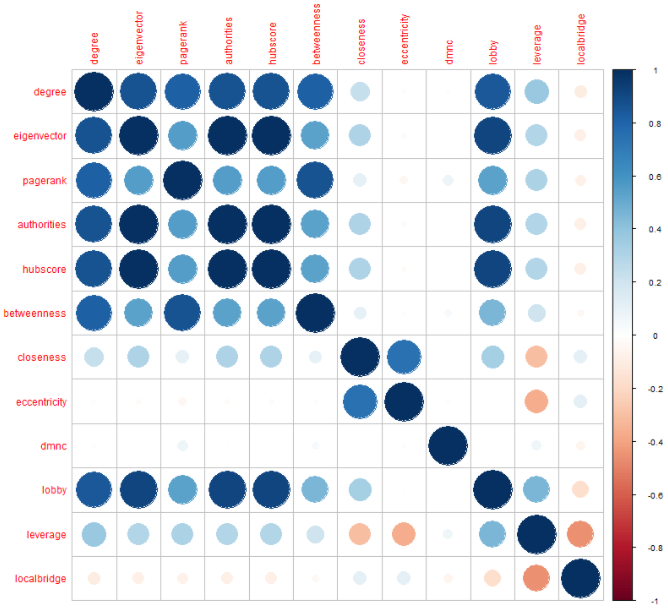 degree
eigenvector
pagerank
authorities
hubscore
betweenness
closeness
eccentricity
dmnc
lobby
leverage
localbridge
degree
eigenvector
pagerank
authorities
hubscore
betweenness
closeness
eccentricity
dmnc
lobby
leverage
localbridge
1
0.8
0.6
0.4
0.2
0
-0.2
-0.4
-0.6
-0.8
-1